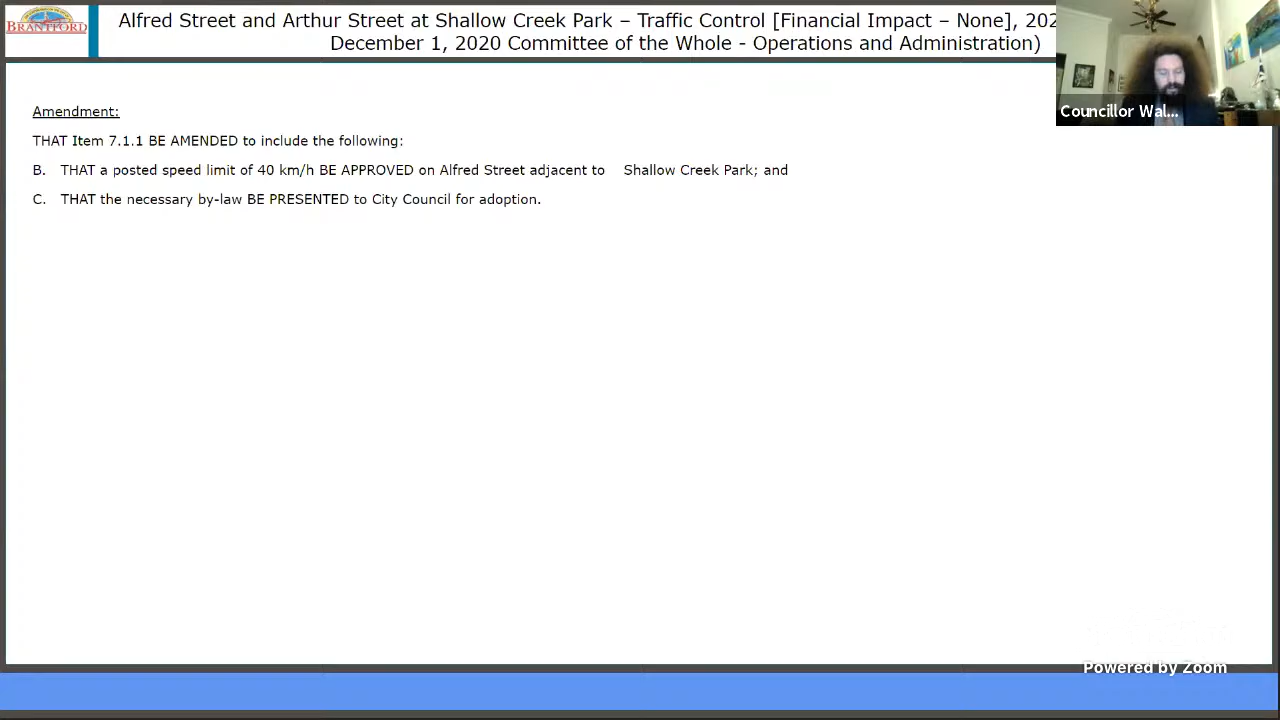 BRANTFORD
Alfred Street and Arthur Street at Shallow Creek Park – Traffic Control [Financial Impact – None], 202
December 1, 2020 Committee of the Whole - Operations and Administration)
Councillor Wal...
Amendment:
THAT Item 7.1.1 BE AMENDED to include the following:
B. THAT a posted speed limit of 40 km/h BE APPROVED on Alfred Street adjacent to Shallow Creek Park; and
C. THAT the necessary by-law BE PRESENTED to City Council for adoption.
Powered by Zoom